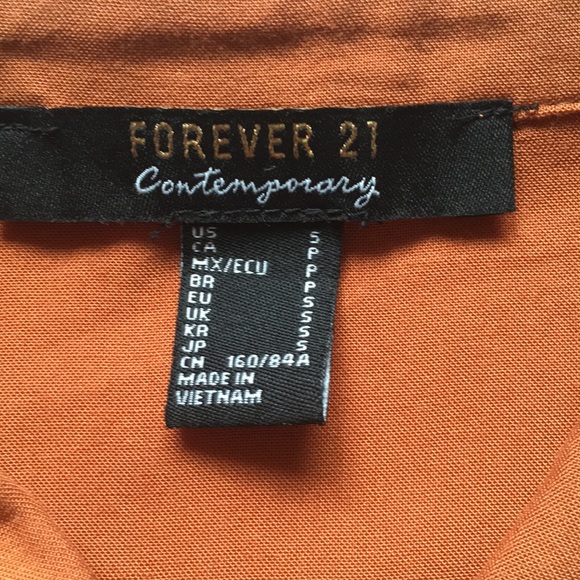 FOREVER 21
Contemporary
US S
CA P
MX/ECU P
BR P
EU S
UK S
KR S
JP S
CN 160/84A
MADE IN
VIETNAM